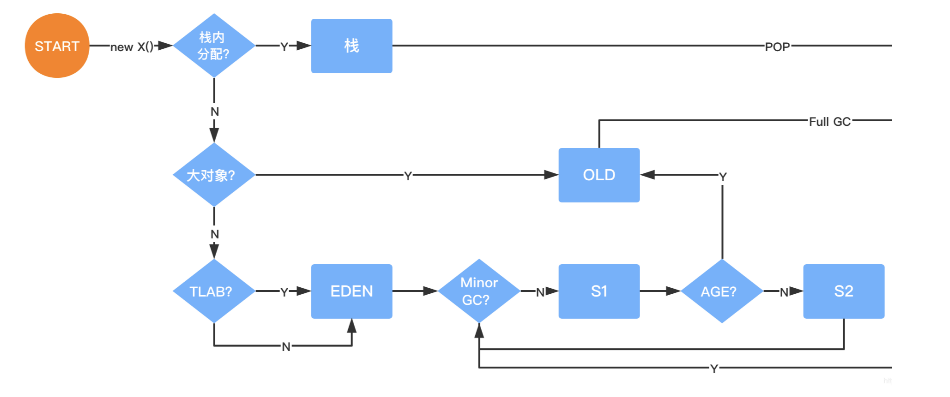 START
new X()
栈内
分配?
Y
栈
POP
N
Full GC
大对象?
Y
OLD
Y
N
TLAB?
Y
EDEN
Minor
GC?
N
S1
AGE?
N
S2
N
Y